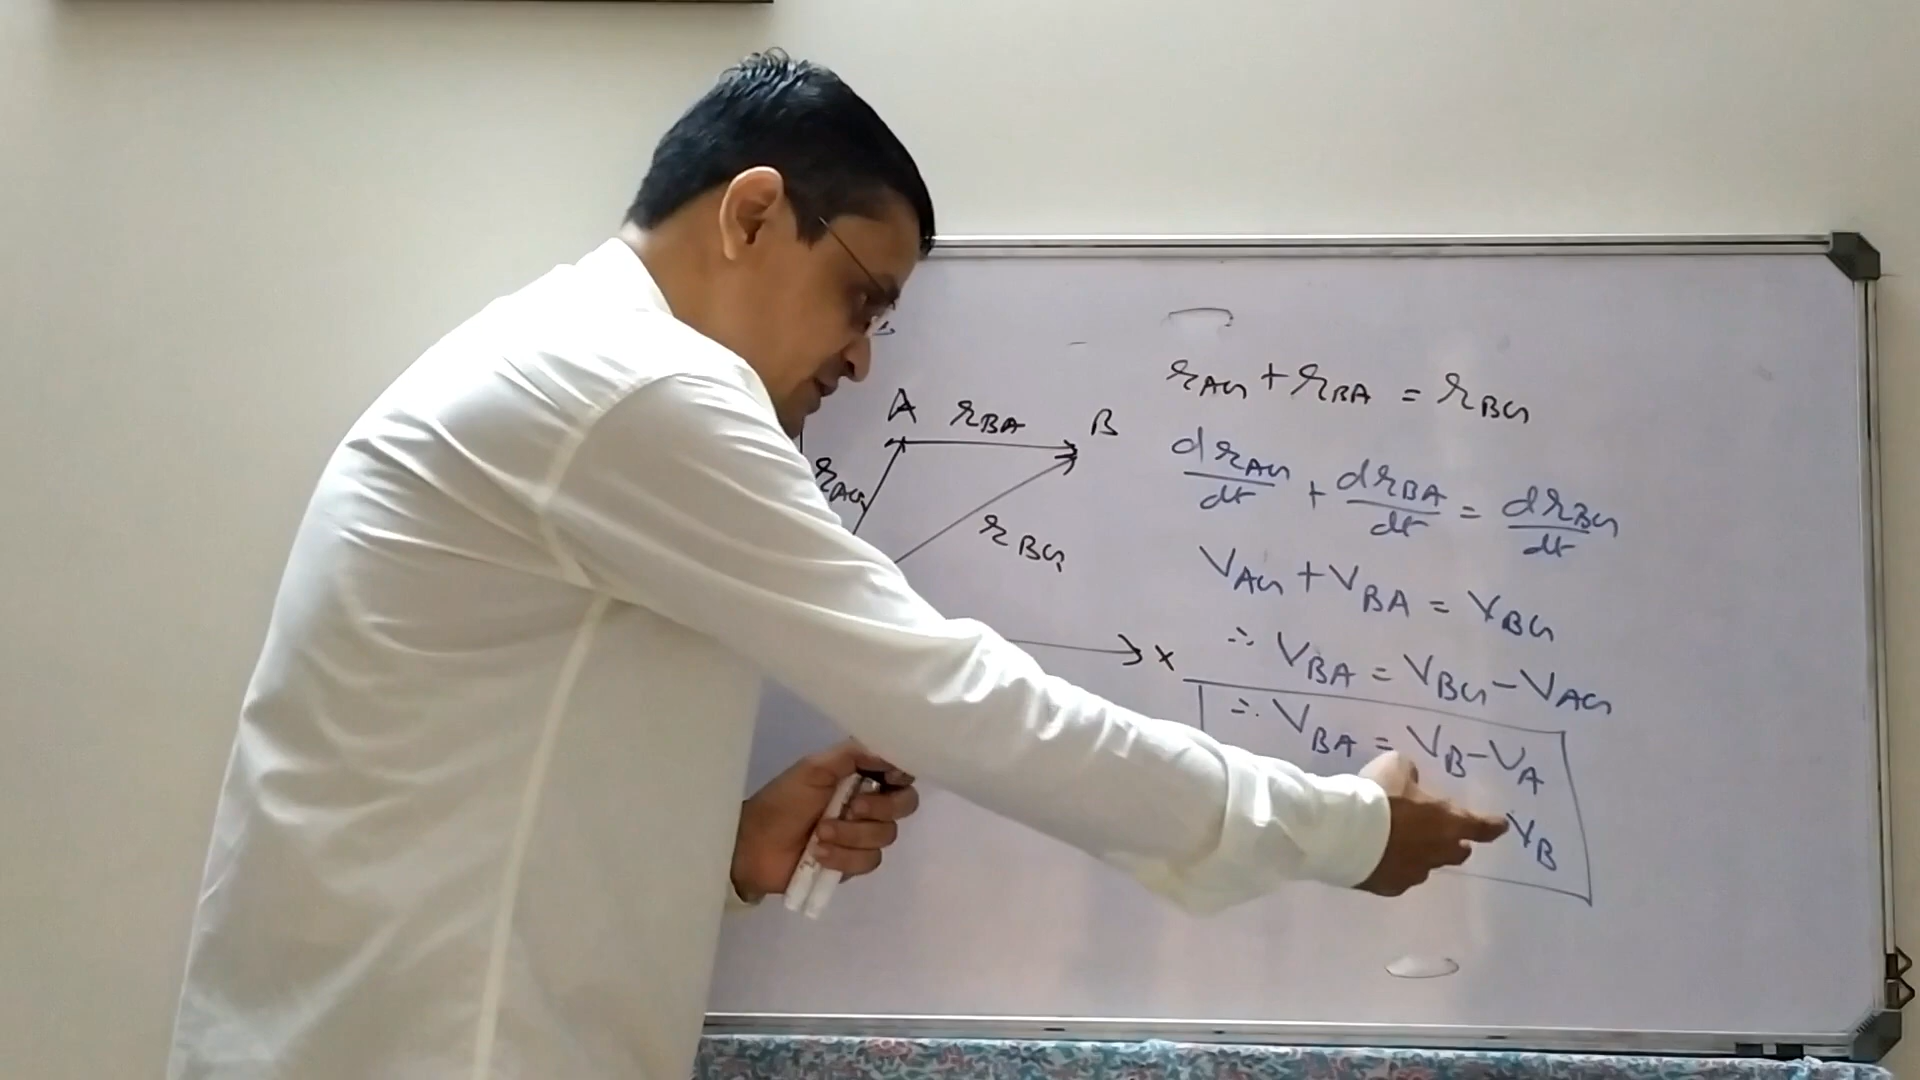 A r_BA B
r_AG
r_BG
X
r_AG + r_BA = r_BG
dr_AG/dt + dr_BA/dt = dr_BG/dt
V_AG + V_BA = V_BG
∴ V_BA = V_BG - V_AG
∴ V_BA = V_B - V_A
V_B